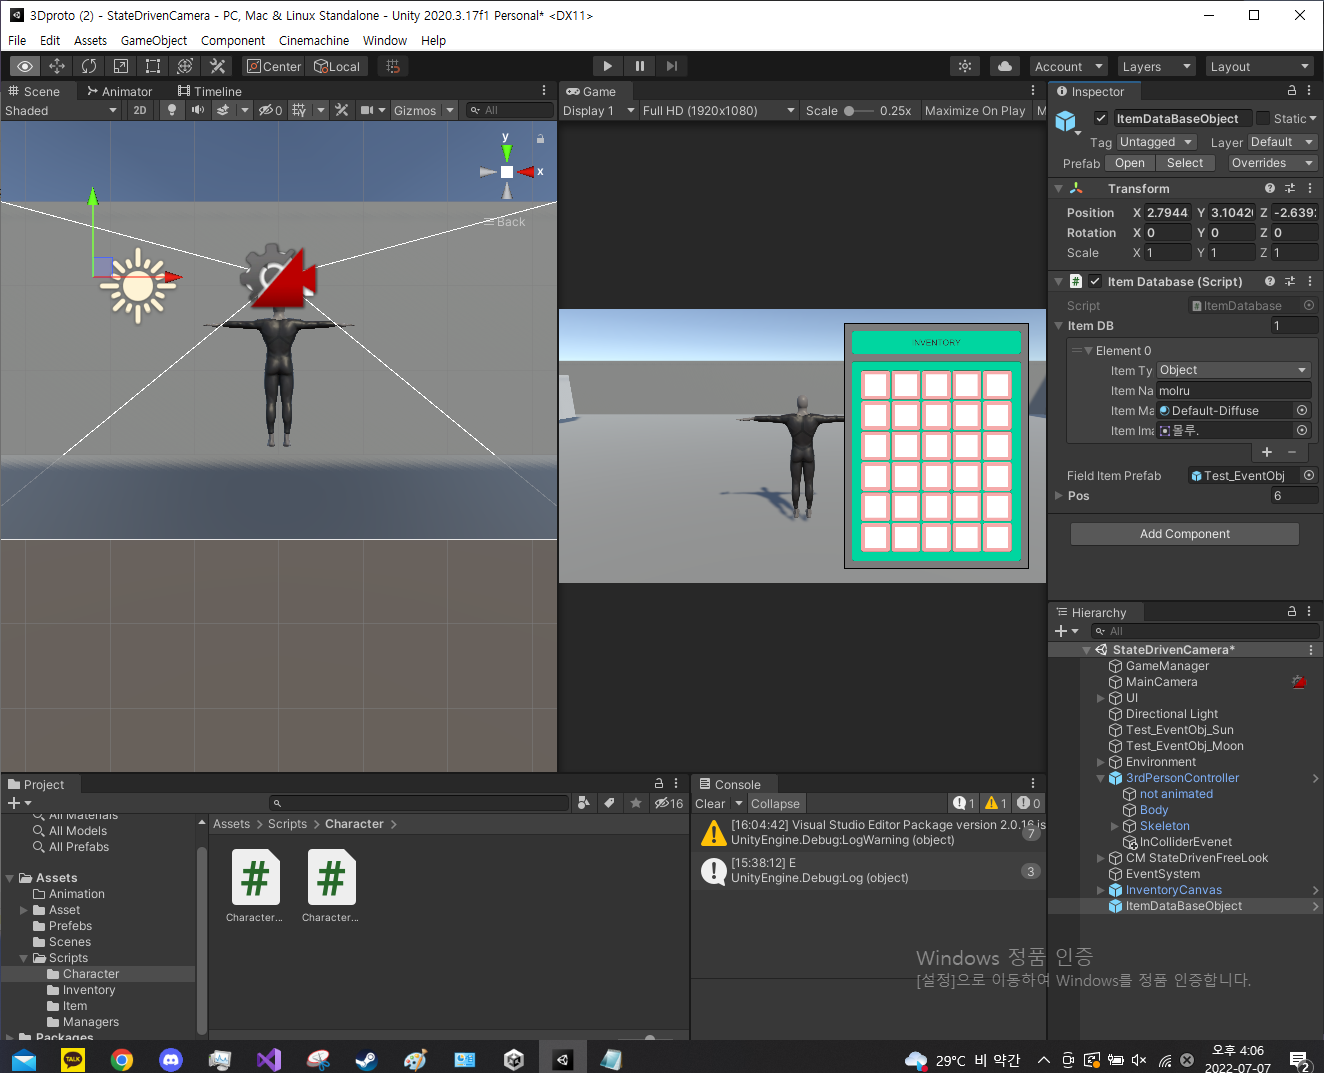 3Dproto (2) - StateDrivenCamera - PC, Mac & Linux Standalone - Unity 2020.3.17f1 Personal* <DX11>
File Edit Assets GameObject Component Cinemachine Window Help
Center Local Account Layers Layout
Scene Animator Timeline
Shaded 2D 0 Gizmos All
y
x
Back
Game
Display 1 Full HD (1920x1080) Scale 0.25x Maximize On Play M
INVENTORY
Inspector
ItemDataBaseObject Static
Tag Untagged Layer Default
Prefab Open Select Overrides
Transform
Position X 2.7944 Y 3.1042 Z -2.639
Rotation X 0 Y 0 Z 0
Scale X 1 Y 1 Z 1
# Item Database (Script)
Script ItemDatabase
Item DB 1
Element 0
Item Ty Object
Item Na molru
Item Ma Default-Diffuse
Item Ima 몰루.
+ −
Field Item Prefab Test_EventObj
Pos 6
Add Component
Hierarchy
All
StateDrivenCamera*
GameManager
MainCamera
UI
Directional Light
Test_EventObj_Sun
Test_EventObj_Moon
Environment
3rdPersonController
not animated
Body
Skeleton
InColliderEvenet
CM StateDrivenFreeLook
EventSystem
InventoryCanvas
ItemDataBaseObject
Project
16
All Materials
All Models
All Prefabs
Assets
Animation
Asset
Prefebs
Scenes
Scripts
Character
Inventory
Item
Managers
Packages
Assets > Scripts > Character >
# #
Character... Character...
Console
Clear Collapse 1 1 0
[16:04:42] Visual Studio Editor Package version 2.0.16 is
UnityEngine.Debug:LogWarning (object)
7
[15:38:12] E
UnityEngine.Debug:Log (object)
3
Windows 정품 인증
[설정]으로 이동하여 Windows를 정품 인증합니다.
TALK
29°C 비 약간
오후 4:06
2022-07-07
2